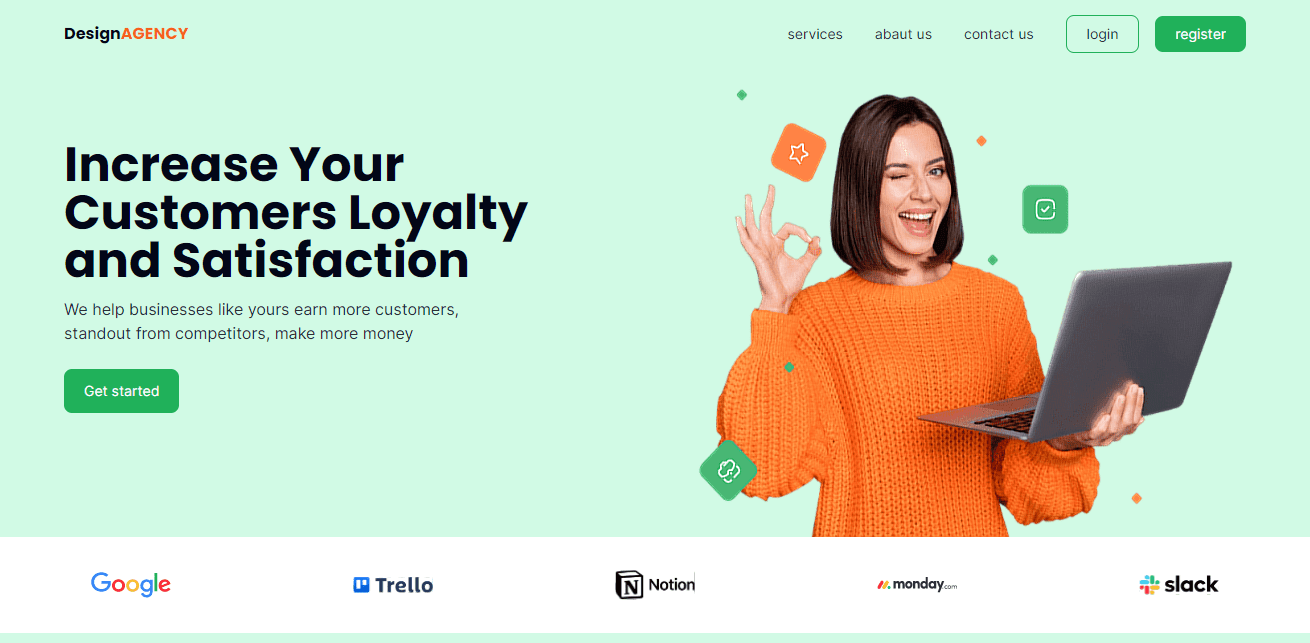 DesignAGENCY
services
abaut us
contact us
login
register
Increase Your
Customers Loyalty
and Satisfaction
We help businesses like yours earn more customers,
standout from competitors, make more money
Get started
Google
Trello
Notion
monday.com
slack